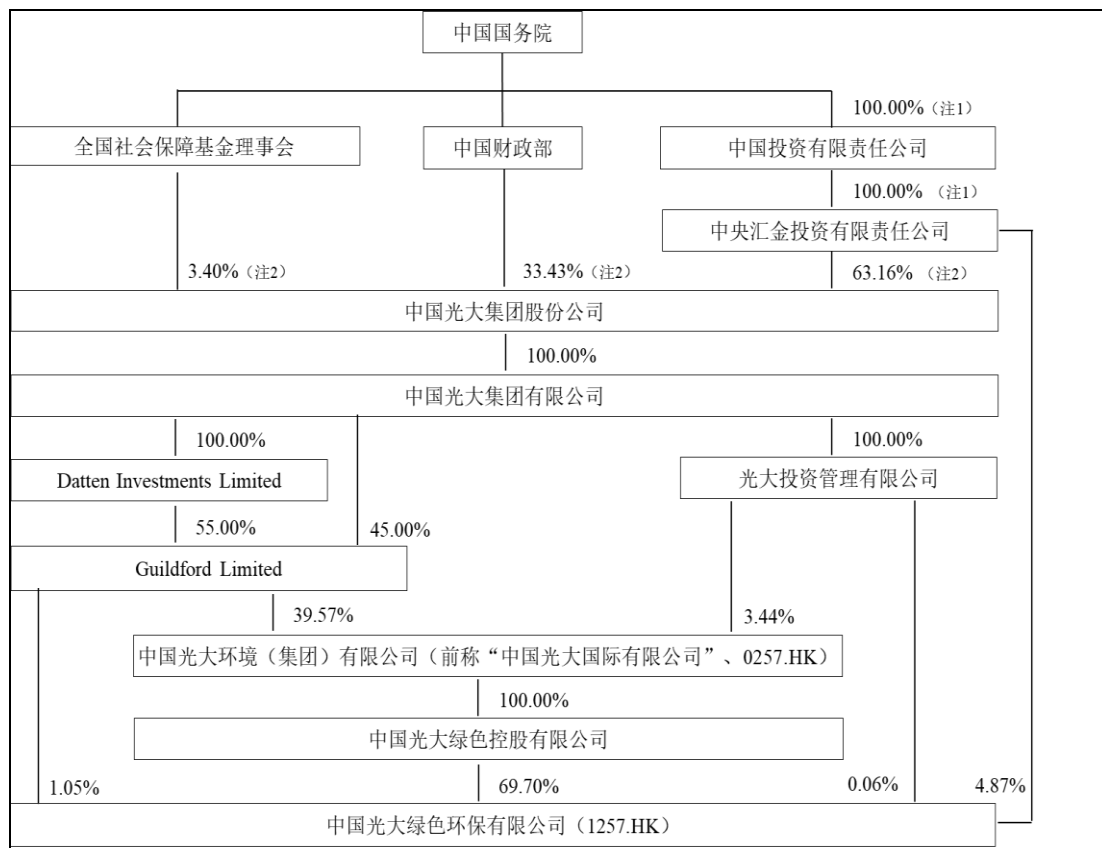 中国国务院
100.00%（注1）
全国社会保障基金理事会
中国财政部
中国投资有限责任公司
100.00%（注1）
中央汇金投资有限责任公司
3.40%（注2）
33.43%（注2）
63.16%（注2）
中国光大集团股份公司
100.00%
中国光大集团有限公司
100.00%
100.00%
Datten Investments Limited
光大投资管理有限公司
55.00%
45.00%
Guildford Limited
39.57%
3.44%
中国光大环境（集团）有限公司（前称“中国光大国际有限公司”、0257.HK）
100.00%
中国光大绿色控股有限公司
1.05%
69.70%
0.06%
4.87%
中国光大绿色环保有限公司（1257.HK）